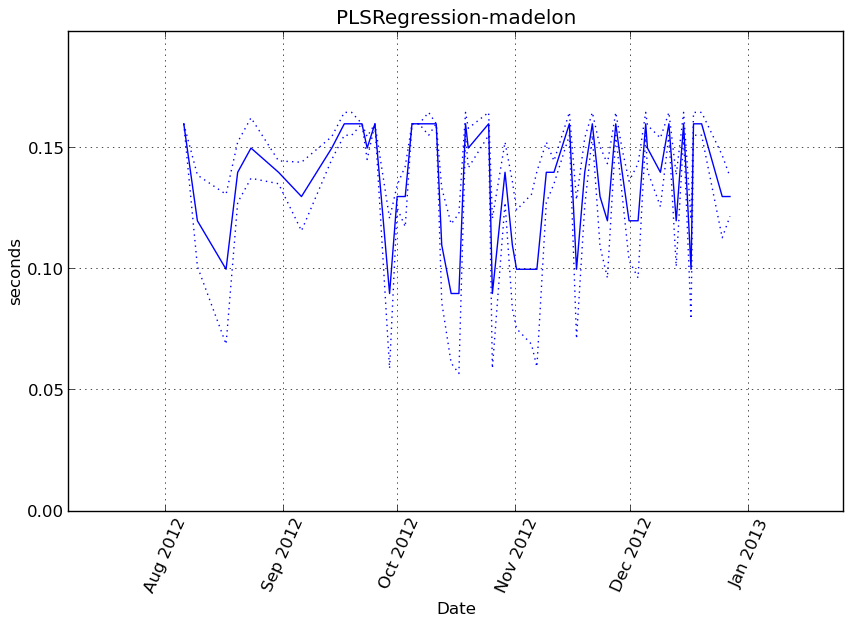 PLSRegression-madelon
seconds
0.15
0.10
0.05
0.00
Aug 2012
Sep 2012
Oct 2012
Nov 2012
Dec 2012
Jan 2013
Date